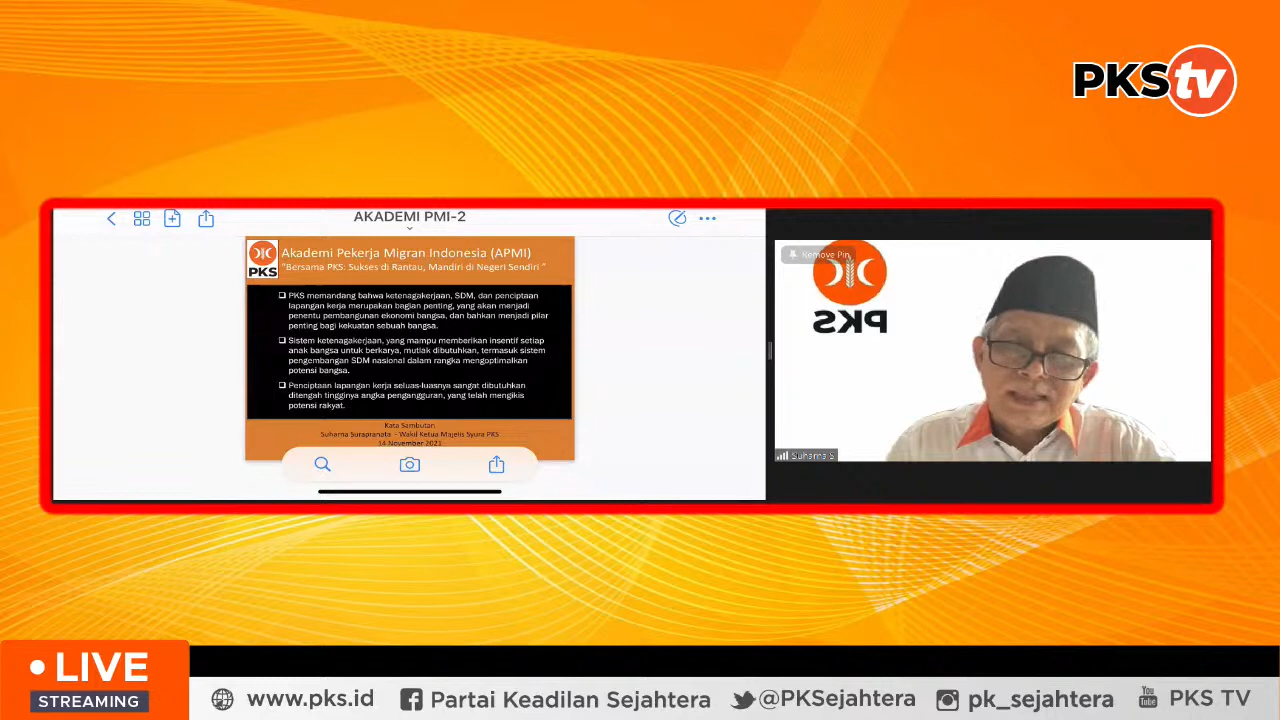 PKS tv
AKADEMI PMI-2
PKS
Akademi Pekerja Migran Indonesia (APMI)
"Bersama PKS: Sukses di Rantau, Mandiri di Negeri Sendiri "
PKS memandang bahwa ketenagakerjaan, SDM, dan penciptaan
lapangan kerja merupakan bagian penting, yang akan menjadi
penentu pembangunan ekonomi bangsa, dan bahkan menjadi pilar
penting bagi kekuatan sebuah bangsa.
Sistem ketenagakerjaan, yang mampu memberikan insentif setiap
anak bangsa untuk berkarya, mutlak dibutuhkan, termasuk sistem
pengembangan SDM nasional dalam rangka mengoptimalkan
potensi bangsa.
Penciptaan lapangan kerja seluas-luasnya sangat dibutuhkan
ditengah tingginya angka pengangguran, yang telah mengikis
potensi rakyat.
Kata Sambutan
Suharna Surapranata - Wakil Ketua Majelis Syura PKS
14 November 2021
Remove Pin
PKS
Suharna S
LIVE
STREAMING
www.pks.id
Partai Keadilan Sejahtera
@PKSejahtera
pk_sejahtera
You Tube
PKS TV